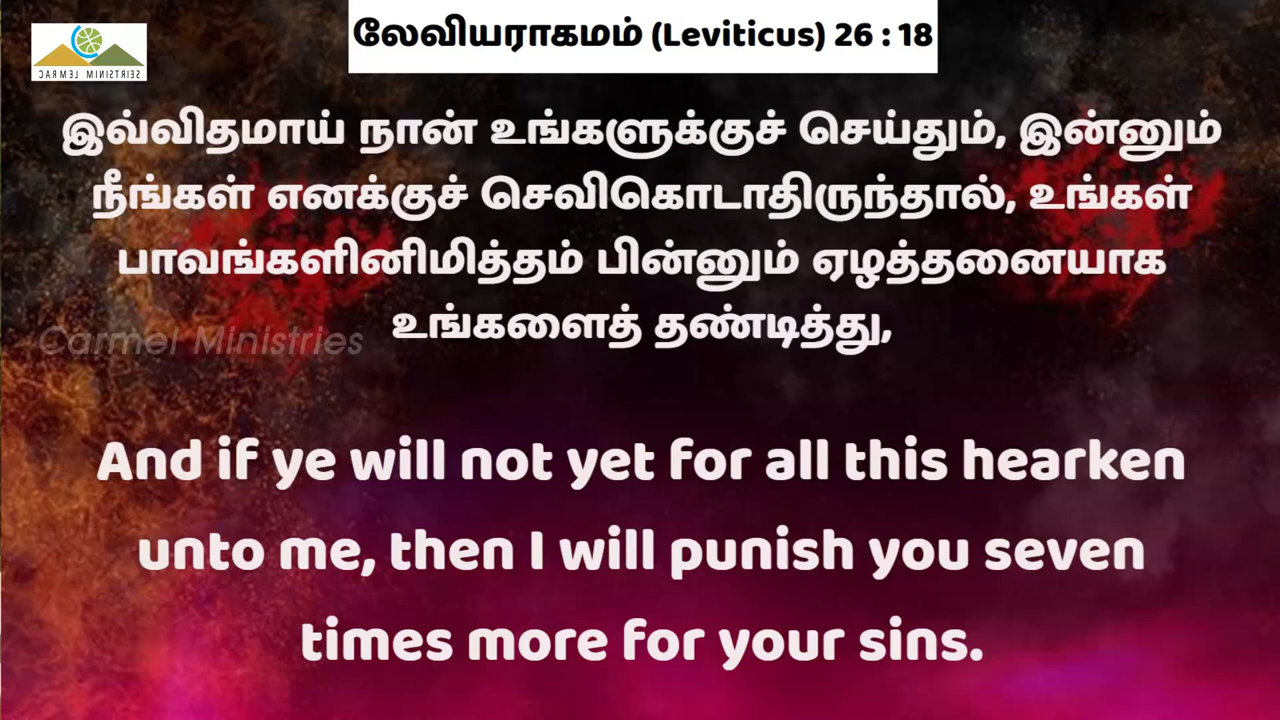 லேவியராகமம் (Leviticus) 26 : 18
CARMEL MINISTRIES
இவ்விதமாய் நான் உங்களுக்குச் செய்தும், இன்னும்
நீங்கள் எனக்குச் செவிகொடாதிருந்தால், உங்கள்
பாவங்களினிமித்தம் பின்னும் ஏழத்தனையாக
உங்களைத் தண்டித்து,
Carmel Ministries
And if ye will not yet for all this hearken
unto me, then I will punish you seven
times more for your sins.